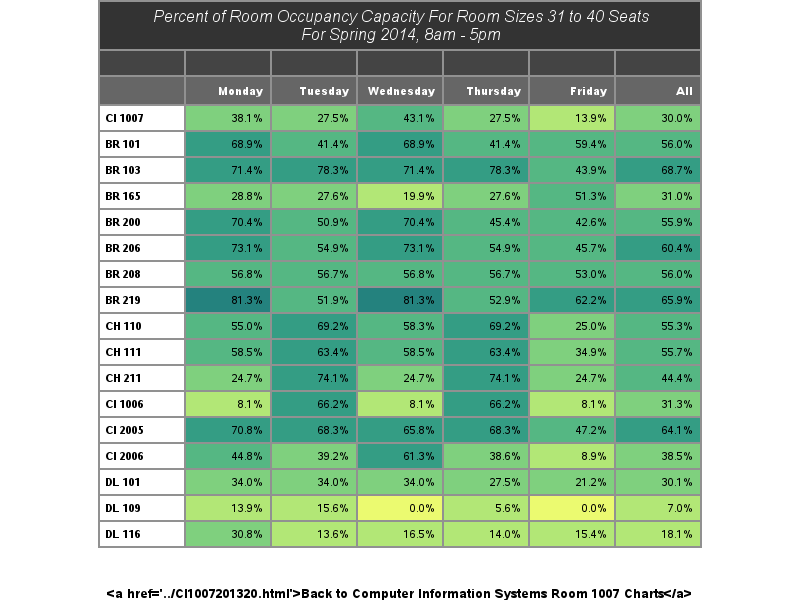 Percent of Room Occupancy Capacity For Room Sizes 31 to 40 Seats
For Spring 2014, 8am - 5pm
Monday Tuesday Wednesday Thursday Friday All
CI 1007 38.1% 27.5% 43.1% 27.5% 13.9% 30.0%
BR 101 68.9% 41.4% 68.9% 41.4% 59.4% 56.0%
BR 103 71.4% 78.3% 71.4% 78.3% 43.9% 68.7%
BR 165 28.8% 27.6% 19.9% 27.6% 51.3% 31.0%
BR 200 70.4% 50.9% 70.4% 45.4% 42.6% 55.9%
BR 206 73.1% 54.9% 73.1% 54.9% 45.7% 60.4%
BR 208 56.8% 56.7% 56.8% 56.7% 53.0% 56.0%
BR 219 81.3% 51.9% 81.3% 52.9% 62.2% 65.9%
CH 110 55.0% 69.2% 58.3% 69.2% 25.0% 55.3%
CH 111 58.5% 63.4% 58.5% 63.4% 34.9% 55.7%
CH 211 24.7% 74.1% 24.7% 74.1% 24.7% 44.4%
CI 1006 8.1% 66.2% 8.1% 66.2% 8.1% 31.3%
CI 2005 70.8% 68.3% 65.8% 68.3% 47.2% 64.1%
CI 2006 44.8% 39.2% 61.3% 38.6% 8.9% 38.5%
DL 101 34.0% 34.0% 34.0% 27.5% 21.2% 30.1%
DL 109 13.9% 15.6% 0.0% 5.6% 0.0% 7.0%
DL 116 30.8% 13.6% 16.5% 14.0% 15.4% 18.1%
<a href='../CI1007201320.html'>Back to Computer Information Systems Room 1007 Charts</a>